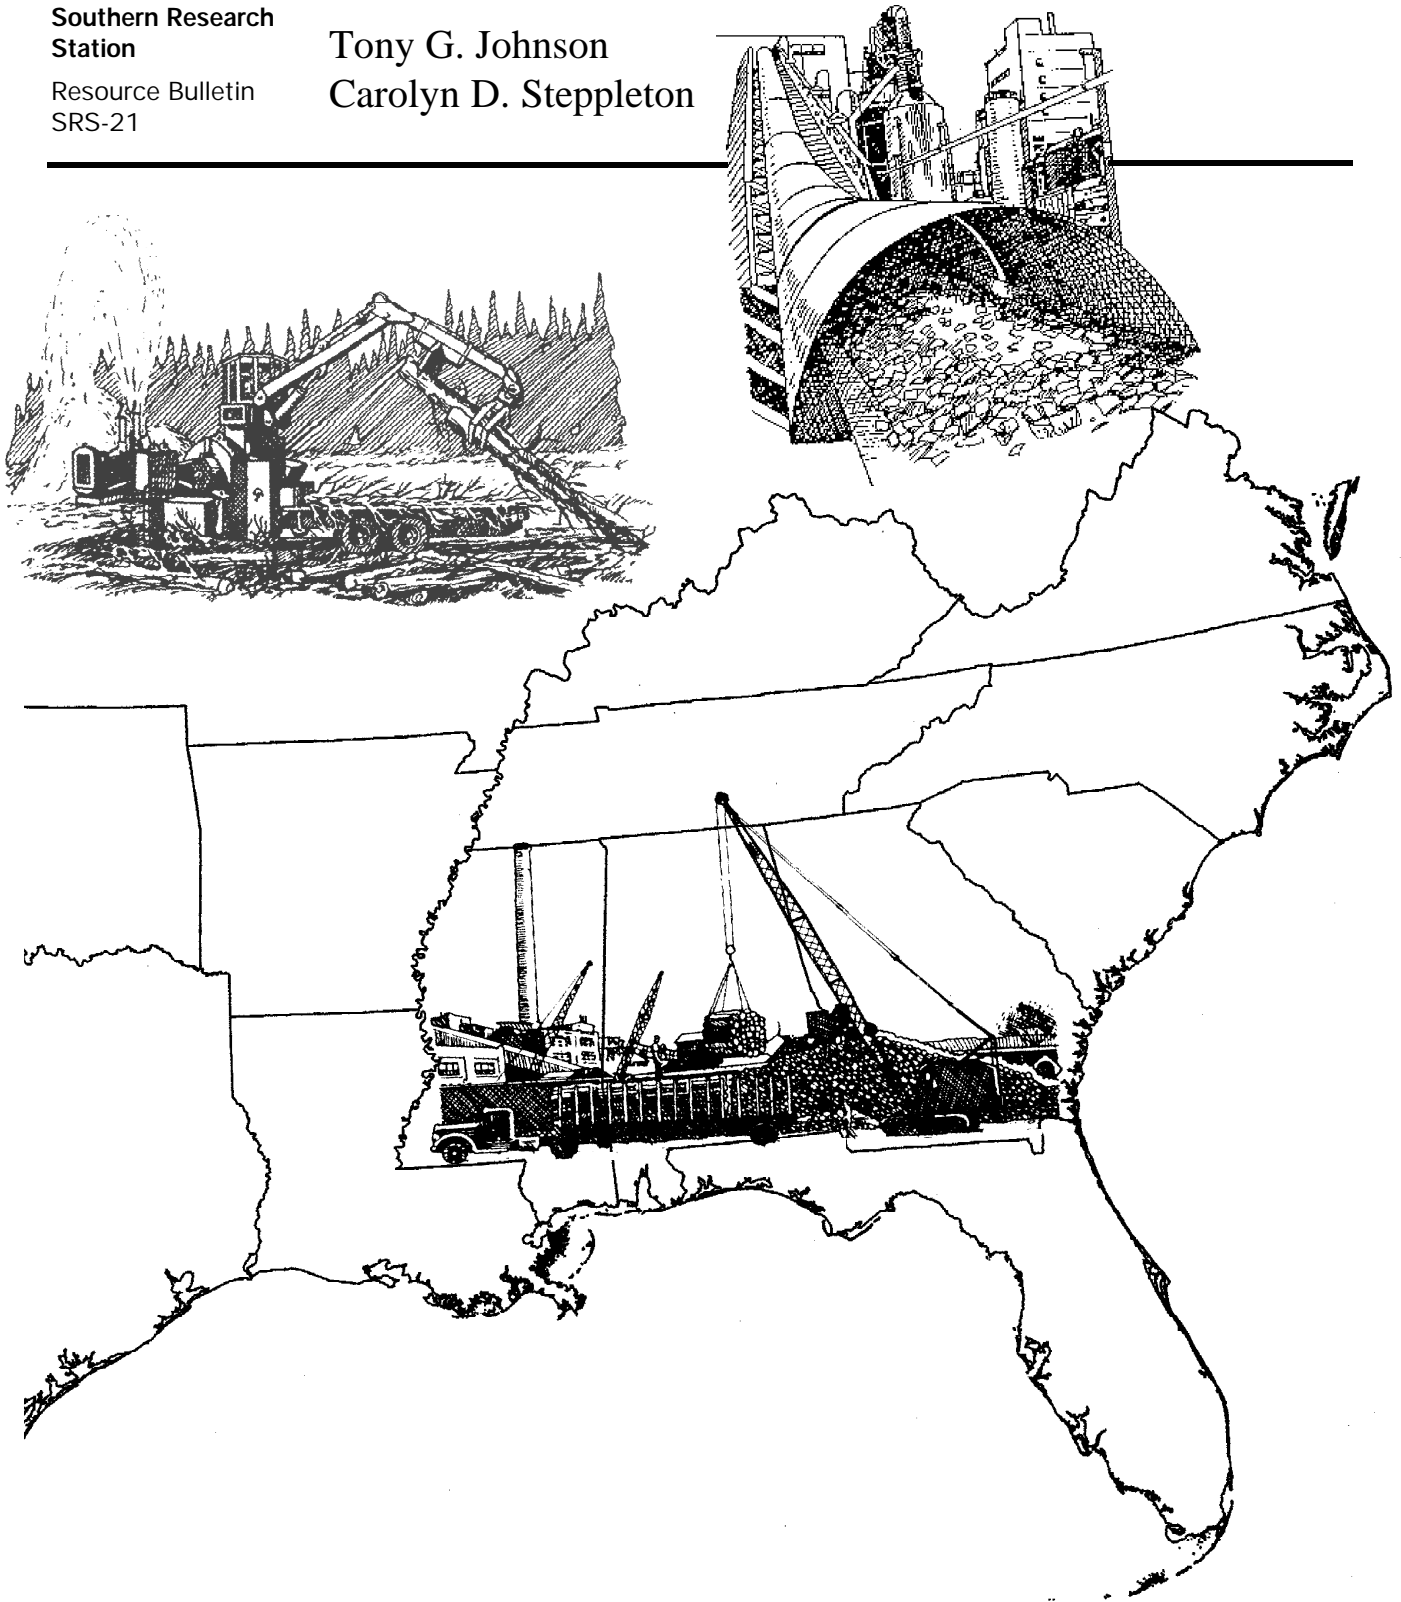 Southern Research
Station
Resource Bulletin
SRS-21
Tony G. Johnson
Carolyn D. Steppleton